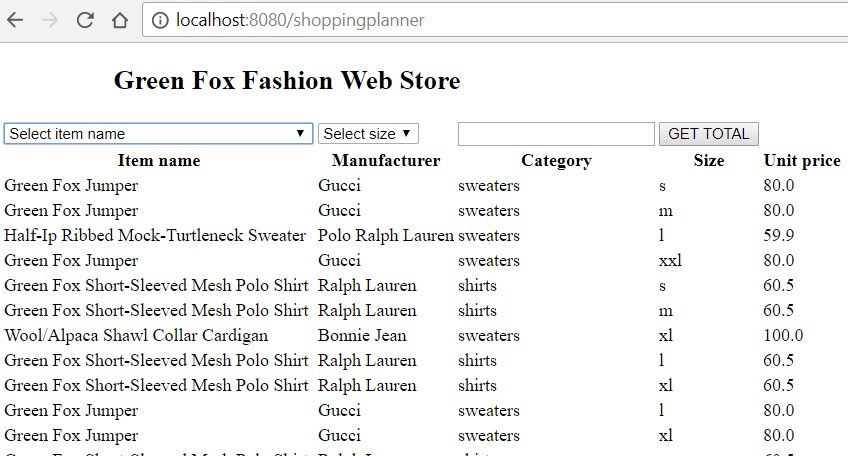 localhost:8080/shoppingplanner
Green Fox Fashion Web Store
Select item name Select size GET TOTAL
Item name Manufacturer Category Size Unit price
Green Fox Jumper Gucci sweaters s 80.0
Green Fox Jumper Gucci sweaters m 80.0
Half-Ip Ribbed Mock-Turtleneck Sweater Polo Ralph Lauren sweaters l 59.9
Green Fox Jumper Gucci sweaters xxl 80.0
Green Fox Short-Sleeved Mesh Polo Shirt Ralph Lauren shirts s 60.5
Green Fox Short-Sleeved Mesh Polo Shirt Ralph Lauren shirts m 60.5
Wool/Alpaca Shawl Collar Cardigan Bonnie Jean sweaters xl 100.0
Green Fox Short-Sleeved Mesh Polo Shirt Ralph Lauren shirts l 60.5
Green Fox Short-Sleeved Mesh Polo Shirt Ralph Lauren shirts xl 60.5
Green Fox Jumper Gucci sweaters l 80.0
Green Fox Jumper Gucci sweaters xl 80.0